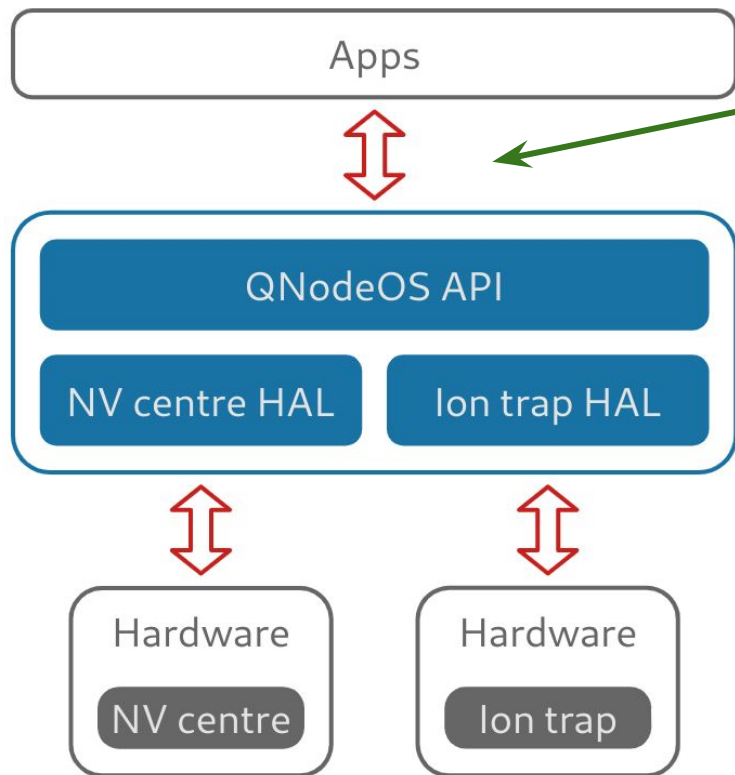 Apps
QNodeOS API
NV centre HAL
Ion trap HAL
Hardware
Hardware
NV centre
Ion trap